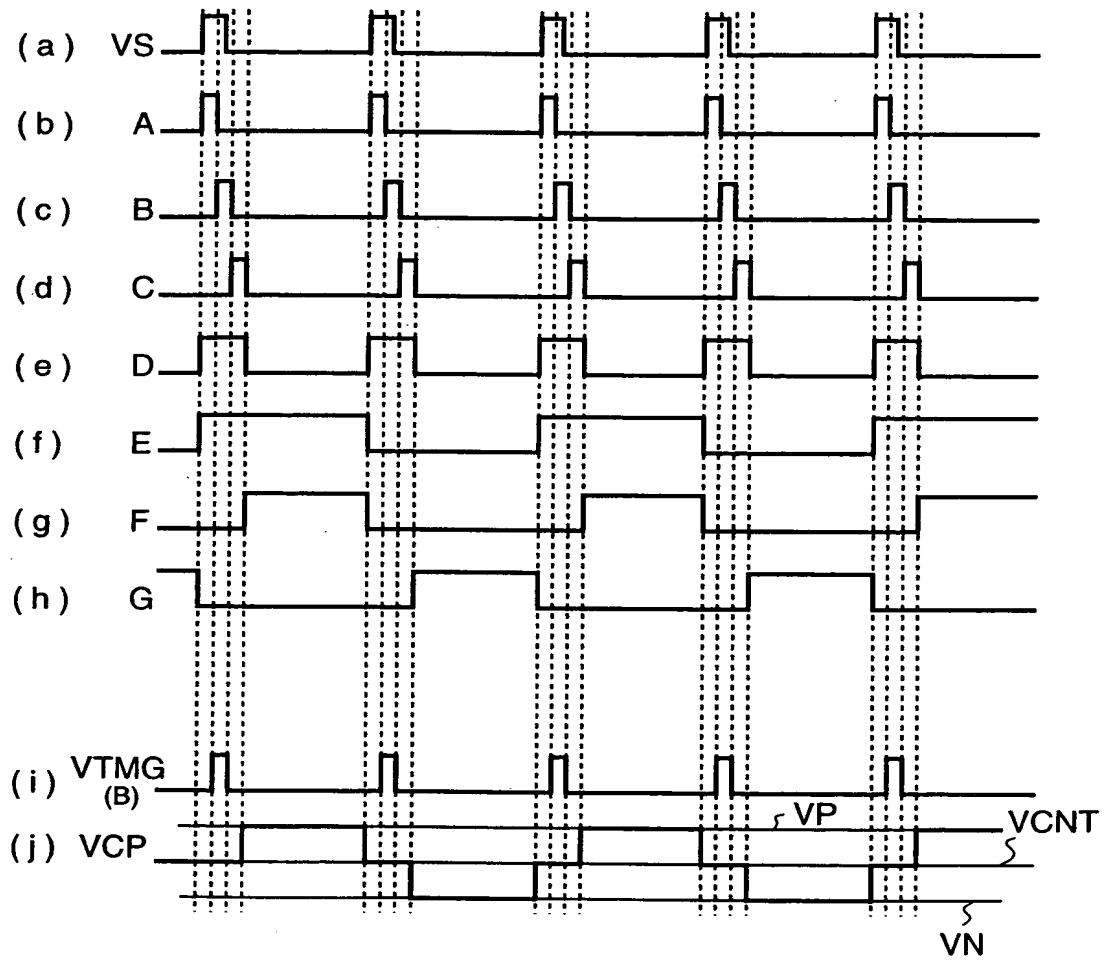 (a) VS
(b) A
(c) B
(d) C
(e) D
(f) E
(g) F
(h) G
(i) VTMG
(B)
VP
VCNT
(j) VCP
VN